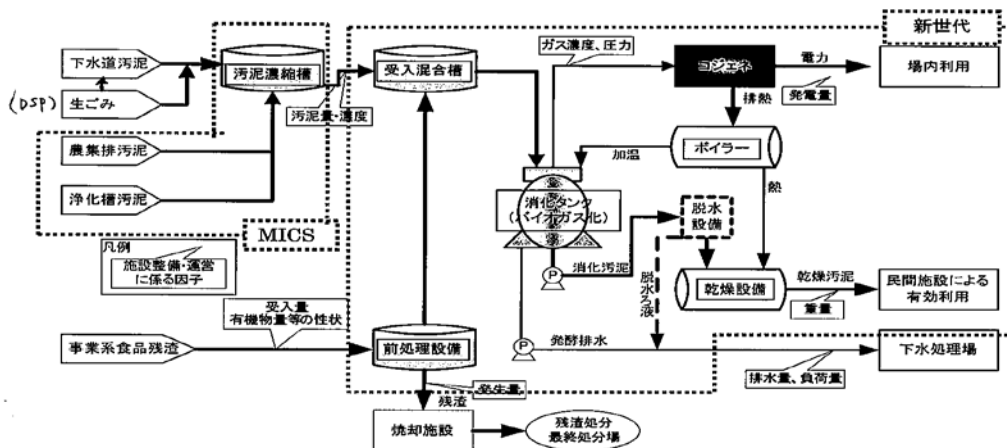 新世代
下水道汚泥
(DSP)
生ごみ
農集排汚泥
浄化槽汚泥
汚泥濃縮槽
汚泥量・濃度
MICS
凡例
施設整備・運営
に係る因子
受入混合槽
ガス濃度、圧力
コジェネ
電力
発電量
場内利用
排熱
ボイラー
加温
熱
消化タンク
(バイオガス化)
脱水
設備
P
消化汚泥
脱水ろ液
乾燥設備
乾燥汚泥
重量
民間施設による
有効利用
事業系食品残渣
受入量
有機物量等の性状
前処理設備
P
発酵排水
排水量、負荷量
下水処理場
発生量
残渣
焼却施設
残渣処分
最終処分場